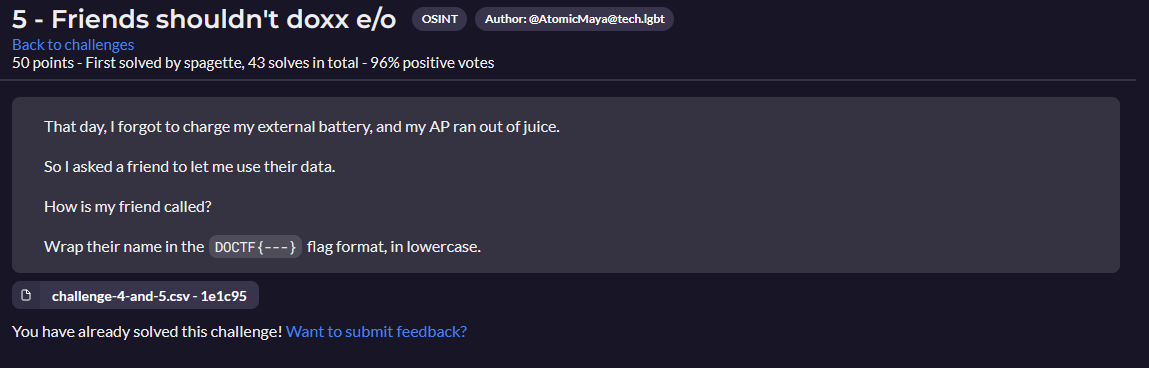 5 - Friends shouldn't doxx e/o OSINT Author: @AtomicMaya@tech.lgbt
Back to challenges
50 points - First solved by spagette, 43 solves in total - 96% positive votes
That day, I forgot to charge my external battery, and my AP ran out of juice.
So I asked a friend to let me use their data.
How is my friend called?
Wrap their name in the DOCTF{---} flag format, in lowercase.
challenge-4-and-5.csv - 1e1c95
You have already solved this challenge! Want to submit feedback?